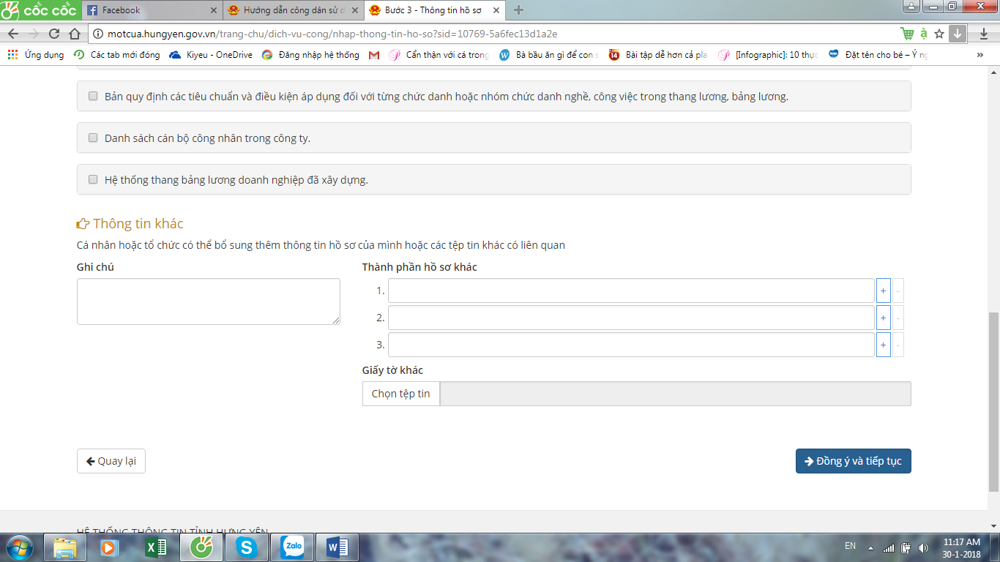 cốc cốc
Facebook
Hướng dẫn công dân sử d
Bước 3 - Thông tin hồ sơ
motcua.hungyen.gov.vn/trang-chu/dich-vu-cong/nhap-thong-tin-ho-so?sid=10769-5a6fec13d1a2e
Ứng dụng
Các tab mới đóng
Kiyeu - OneDrive
Đăng nhập hệ thống
Cẩn thận với cá trong
Bà bầu ăn gì để con s
Bài tập dễ hơn cả pla
[Infographic]: 10 thực
Đặt tên cho bé – Ý ng
Bản quy định các tiêu chuẩn và điều kiện áp dụng đối với từng chức danh hoặc nhóm chức danh nghề, công việc trong thang lương, bảng lương.
Danh sách cán bộ công nhân trong công ty.
Hệ thống thang bảng lương doanh nghiệp đã xây dựng.
Thông tin khác
Cá nhân hoặc tổ chức có thể bổ sung thêm thông tin hồ sơ của mình hoặc các tệp tin khác có liên quan
Ghi chú
Thành phần hồ sơ khác
1. + -
2. + -
3. + -
Giấy tờ khác
Chọn tệp tin
Quay lại
Đồng ý và tiếp tục
HỆ THỐNG THÔNG TIN TỈNH HƯNG YÊN
Zalo
EN
11:17 AM
30-1-2018